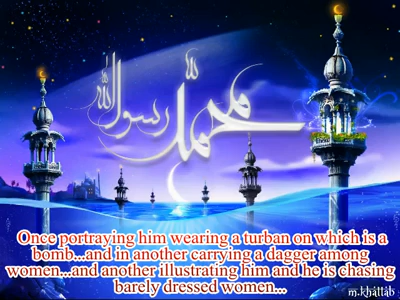 محمد رسول الله
Once portraying him wearing a turban on which is a
bomb...and in another carrying a dagger among
women...and another illustrating him and he is chasing
barely dressed women...
m.khattab